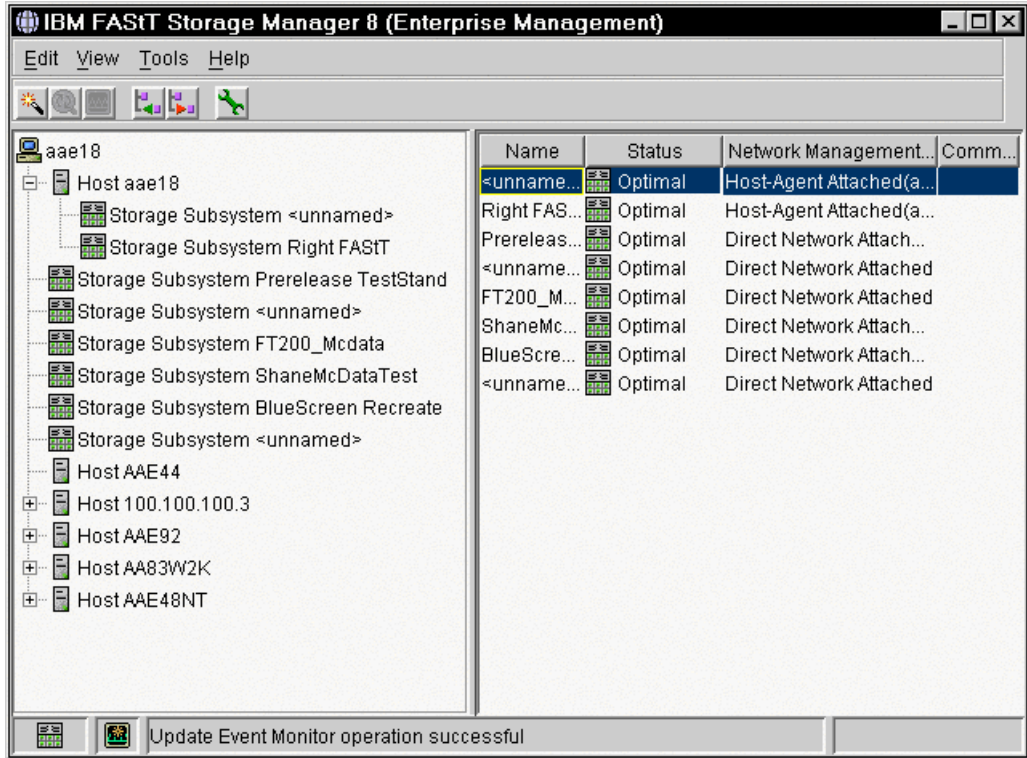 IBM FAStT Storage Manager 8 (Enterprise Management)
Edit View Tools Help
aae18
Host aae18
Storage Subsystem <unnamed>
Storage Subsystem Right FAStT
Storage Subsystem Prerelease TestStand
Storage Subsystem <unnamed>
Storage Subsystem FT200_Mcdata
Storage Subsystem ShaneMcDataTest
Storage Subsystem BlueScreen Recreate
Storage Subsystem <unnamed>
Host AAE44
Host 100.100.100.3
Host AAE92
Host AA83W2K
Host AAE48NT
Name Status Network Management... Comm...
<unname... Optimal Host-Agent Attached(a...
Right FAS... Optimal Host-Agent Attached(a...
Prereleas... Optimal Direct Network Attach...
<unname... Optimal Direct Network Attached
FT200_M... Optimal Direct Network Attached
ShaneMc... Optimal Direct Network Attach...
BlueScre... Optimal Direct Network Attach...
<unname... Optimal Direct Network Attached
Update Event Monitor operation successful